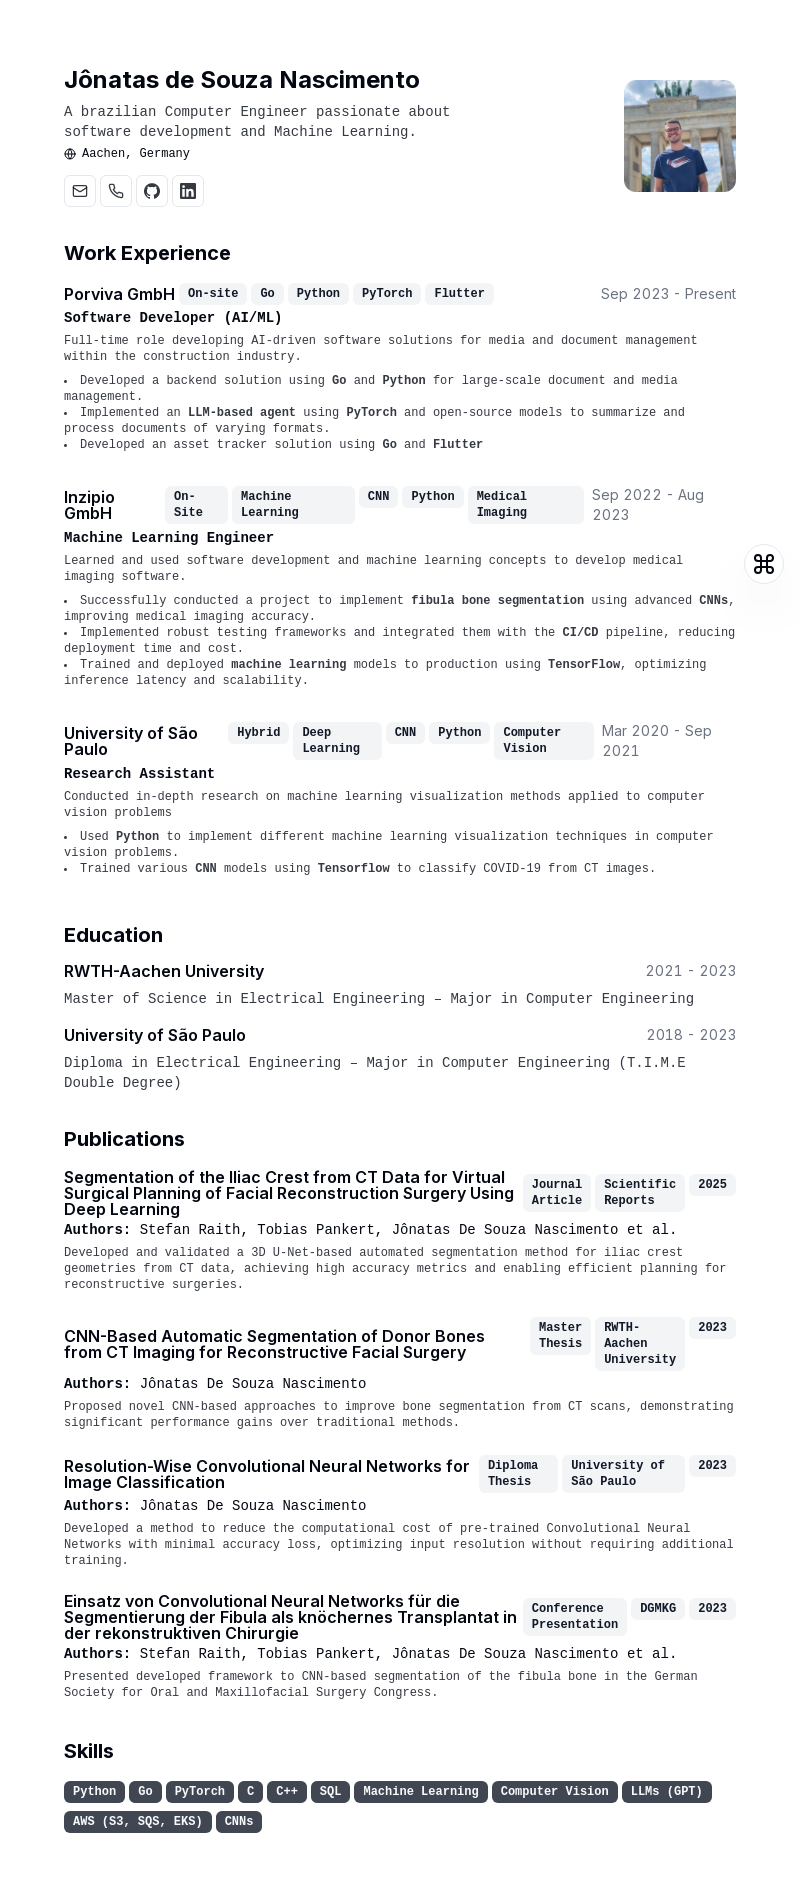 Jônatas de Souza Nascimento
A brazilian Computer Engineer passionate about
software development and Machine Learning.
Aachen, Germany
Work Experience
Porviva GmbH On-site Go Python PyTorch Flutter Sep 2023 - Present
Software Developer (AI/ML)
Full-time role developing AI-driven software solutions for media and document management
within the construction industry.
• Developed a backend solution using Go and Python for large-scale document and media
management.
• Implemented an LLM-based agent using PyTorch and open-source models to summarize and
process documents of varying formats.
• Developed an asset tracker solution using Go and Flutter
Inzipio
GmbH
On-
Site
Machine
Learning
CNN
Python
Medical
Imaging
Sep 2022 - Aug
2023
Machine Learning Engineer
Learned and used software development and machine learning concepts to develop medical
imaging software.
• Successfully conducted a project to implement fibula bone segmentation using advanced CNNs,
improving medical imaging accuracy.
• Implemented robust testing frameworks and integrated them with the CI/CD pipeline, reducing
deployment time and cost.
• Trained and deployed machine learning models to production using TensorFlow, optimizing
inference latency and scalability.
University of São
Paulo
Hybrid
Deep
Learning
CNN
Python
Computer
Vision
Mar 2020 - Sep
2021
Research Assistant
Conducted in-depth research on machine learning visualization methods applied to computer
vision problems
• Used Python to implement different machine learning visualization techniques in computer
vision problems.
• Trained various CNN models using Tensorflow to classify COVID-19 from CT images.
Education
RWTH-Aachen University 2021 - 2023
Master of Science in Electrical Engineering – Major in Computer Engineering
University of São Paulo 2018 - 2023
Diploma in Electrical Engineering – Major in Computer Engineering (T.I.M.E
Double Degree)
Publications
Segmentation of the Iliac Crest from CT Data for Virtual
Surgical Planning of Facial Reconstruction Surgery Using
Deep Learning
Journal
Article
Scientific
Reports
2025
Authors: Stefan Raith, Tobias Pankert, Jônatas De Souza Nascimento et al.
Developed and validated a 3D U-Net-based automated segmentation method for iliac crest
geometries from CT data, achieving high accuracy metrics and enabling efficient planning for
reconstructive surgeries.
CNN-Based Automatic Segmentation of Donor Bones
from CT Imaging for Reconstructive Facial Surgery
Master
Thesis
RWTH-
Aachen
University
2023
Authors: Jônatas De Souza Nascimento
Proposed novel CNN-based approaches to improve bone segmentation from CT scans, demonstrating
significant performance gains over traditional methods.
Resolution-Wise Convolutional Neural Networks for
Image Classification
Diploma
Thesis
University of
São Paulo
2023
Authors: Jônatas De Souza Nascimento
Developed a method to reduce the computational cost of pre-trained Convolutional Neural
Networks with minimal accuracy loss, optimizing input resolution without requiring additional
training.
Einsatz von Convolutional Neural Networks für die
Segmentierung der Fibula als knöchernes Transplantat in
der rekonstruktiven Chirurgie
Conference
Presentation
DGMKG
2023
Authors: Stefan Raith, Tobias Pankert, Jônatas De Souza Nascimento et al.
Presented developed framework to CNN-based segmentation of the fibula bone in the German
Society for Oral and Maxillofacial Surgery Congress.
Skills
Python Go PyTorch C C++ SQL Machine Learning Computer Vision LLMs (GPT)
AWS (S3, SQS, EKS) CNNs